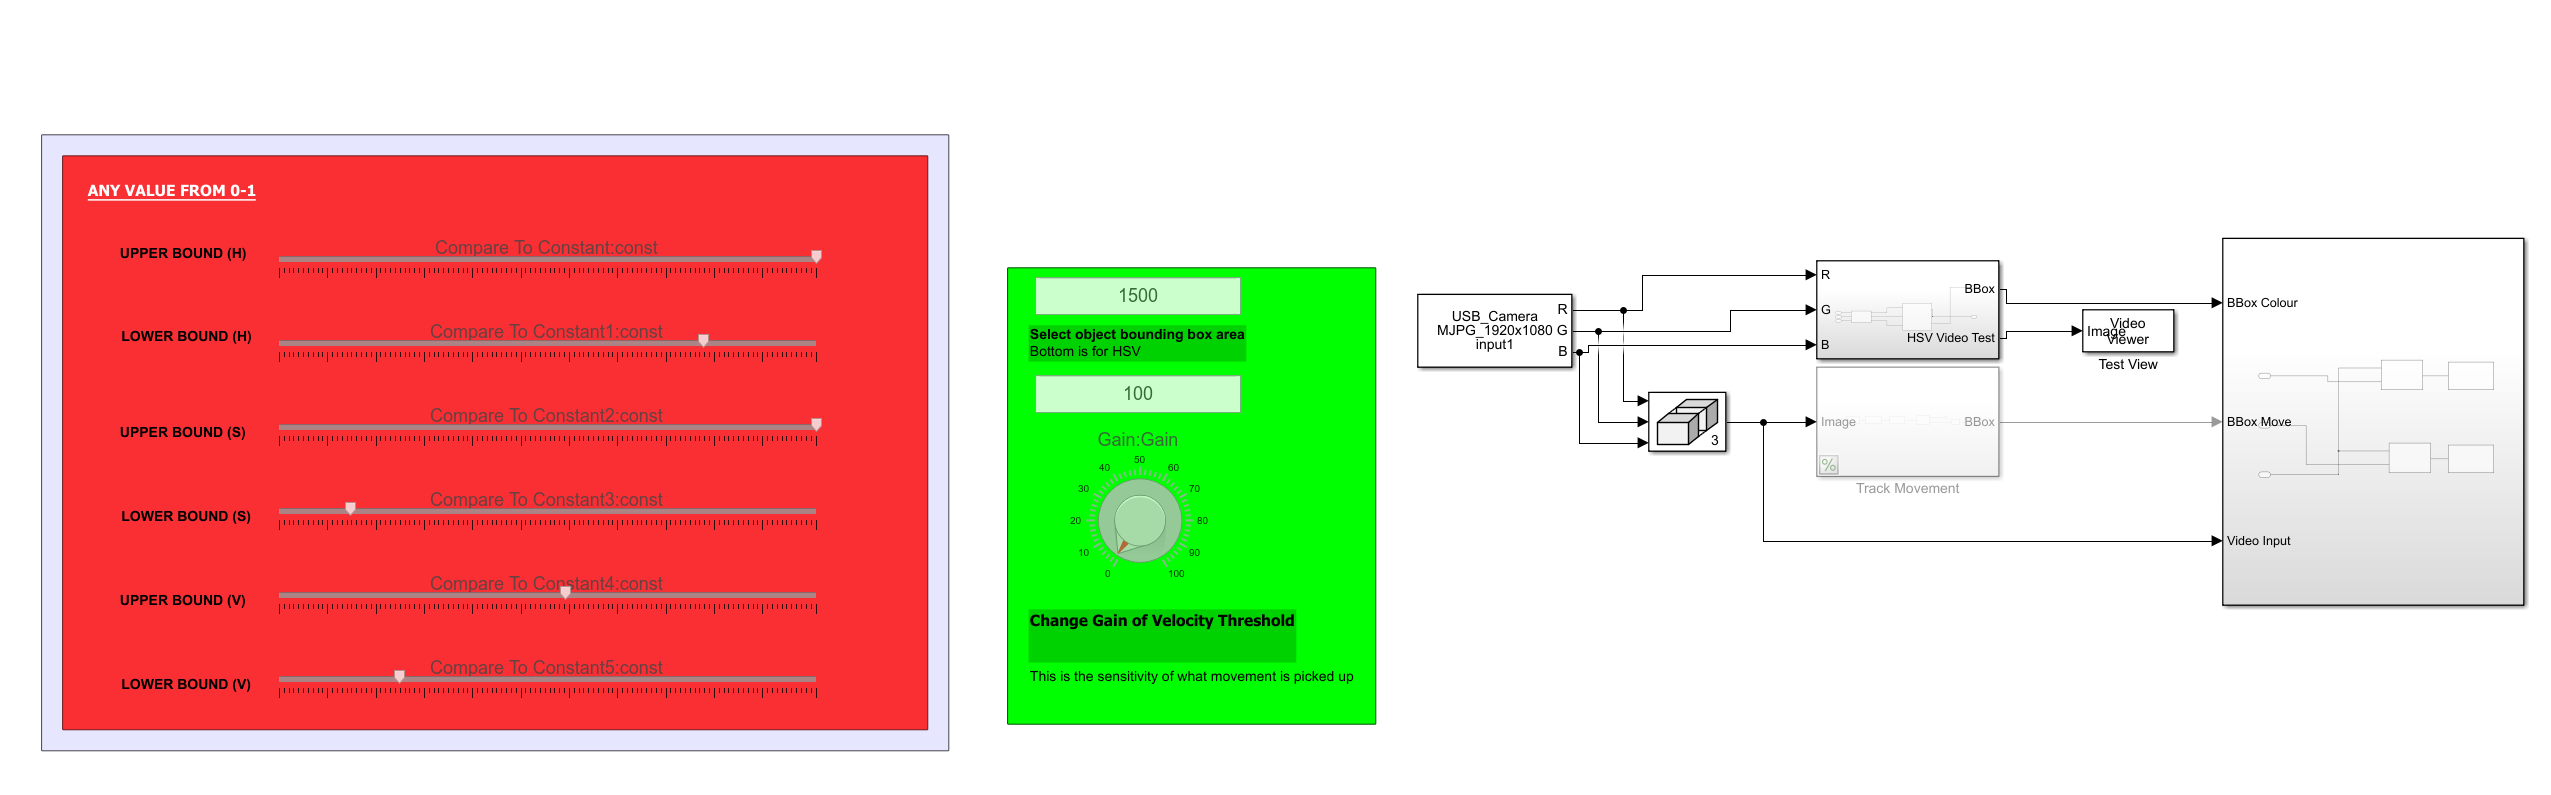 ANY VALUE FROM 0-1
UPPER BOUND (H)
Compare To Constant:const
LOWER BOUND (H)
Compare To Constant1:const
UPPER BOUND (S)
Compare To Constant2:const
LOWER BOUND (S)
Compare To Constant3:const
UPPER BOUND (V)
Compare To Constant4:const
LOWER BOUND (V)
Compare To Constant5:const
1500
Select object bounding box area
Bottom is for HSV
100
Gain:Gain
0
10
20
30
40
50
60
70
80
90
100
Change Gain of Velocity Threshold
This is the sensitivity of what movement is picked up
USB_Camera
MJPG_1920x1080
input1
R
G
B
3
R
G
B
BBox
HSV Video Test
Image
Video
Viewer
Test View
Image
BBox
%
Track Movement
BBox Colour
BBox Move
Video Input